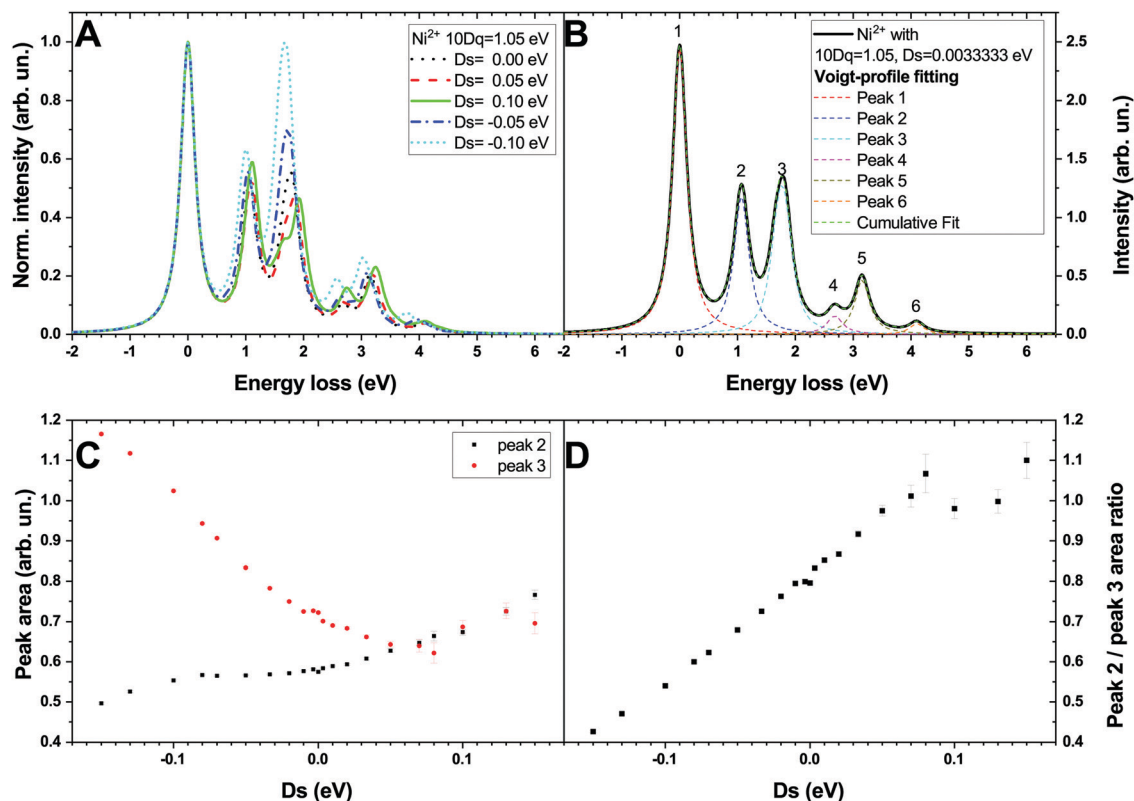 A
Norm. intensity (arb. un.)
1.0
0.8
0.6
0.4
0.2
0.0
-2 -1 0 1 2 3 4 5 6
Energy loss (eV)
Ni²⁺ 10Dq=1.05 eV
Ds= 0.00 eV
Ds= 0.05 eV
Ds= 0.10 eV
Ds= -0.05 eV
Ds= -0.10 eV
B
1
2
3
4
5
6
Ni²⁺ with
10Dq=1.05, Ds=0.0033333 eV
Voigt-profile fitting
Peak 1
Peak 2
Peak 3
Peak 4
Peak 5
Peak 6
Cumulative Fit
2.5
2.0
1.5
1.0
0.5
0.0
Intensity (arb. un.)
-2 -1 0 1 2 3 4 5 6
Energy loss (eV)
C
Peak area (arb. un.)
1.2
1.1
1.0
0.9
0.8
0.7
0.6
0.5
0.4
peak 2
peak 3
-0.1 0.0 0.1
Ds (eV)
D
1.2
1.1
1.0
0.9
0.8
0.7
0.6
0.5
0.4
Peak 2 / peak 3 area ratio
-0.1 0.0 0.1
Ds (eV)